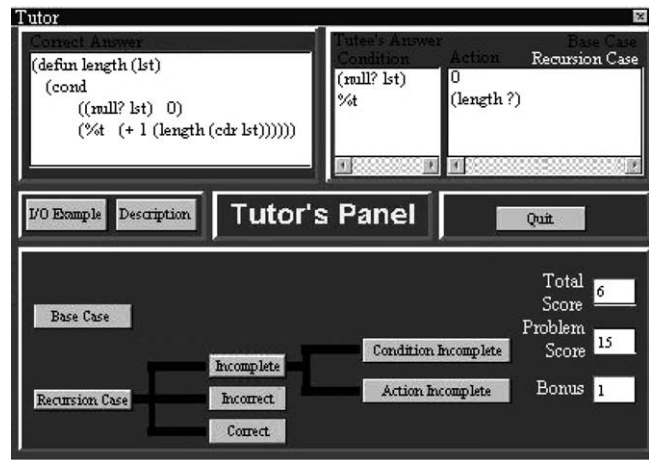 Tutor
Correct Answer
(defun length (lst)
(cond
((null? lst) 0)
(%t (+ 1 (length (cdr lst))))))
Tutee's Answer
Base Case
Condition
Action
Recursion Case
(null? lst)
0
%t
(length ?)
I/O Example
Description
Tutor's Panel
Quit
Base Case
Recursion Case
Incomplete
Incorrect
Correct
Condition Incomplete
Action Incomplete
Total
Score
6
Problem
Score
15
Bonus
1